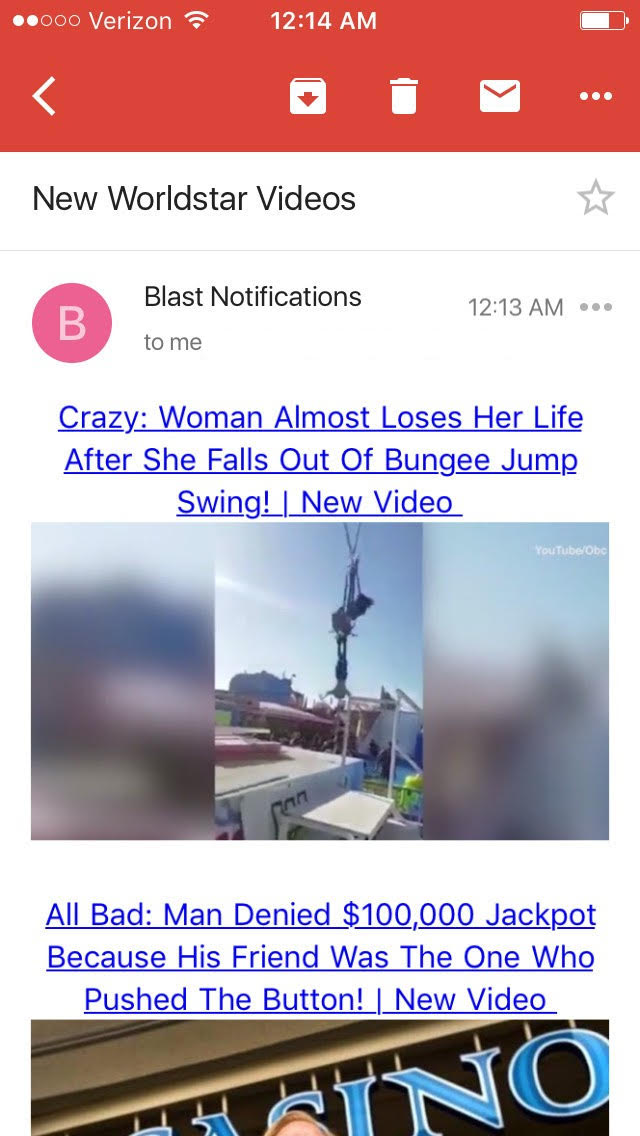 Verizon 12:14 AM
New Worldstar Videos
B
Blast Notifications
12:13 AM
to me
Crazy: Woman Almost Loses Her Life
After She Falls Out Of Bungee Jump
Swing! | New Video
YouTube/Obc
All Bad: Man Denied $100,000 Jackpot
Because His Friend Was The One Who
Pushed The Button! | New Video
ASINO